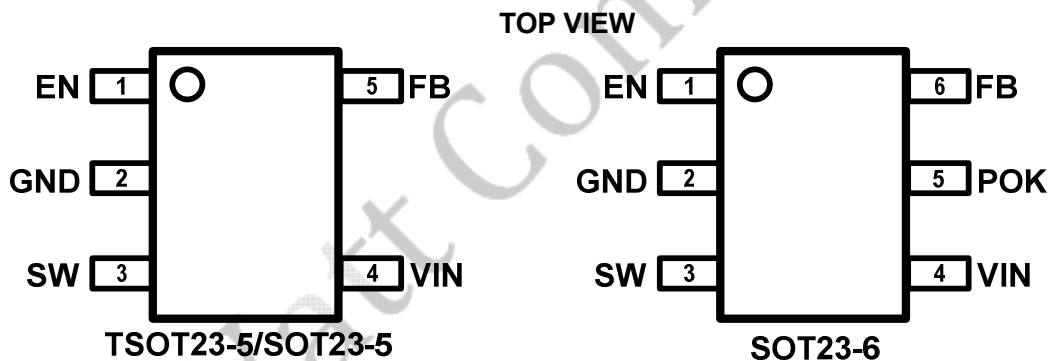 TOP VIEW
EN 1 5 FB
GND 2
SW 3 4 VIN
TSOT23-5/SOT23-5
EN 1 6 FB
GND 2 5 POK
SW 3 4 VIN
SOT23-6